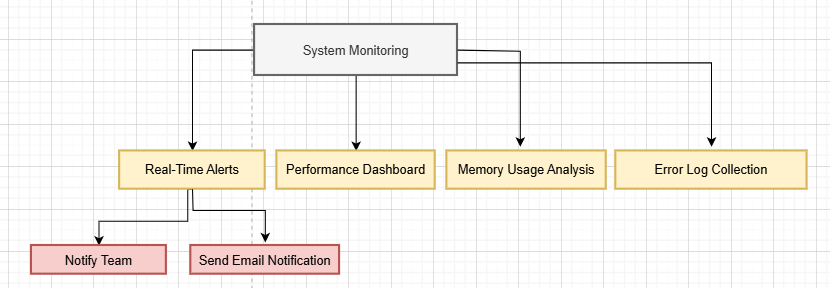 System Monitoring
Real-Time Alerts
Performance Dashboard
Memory Usage Analysis
Error Log Collection
Notify Team
Send Email Notification